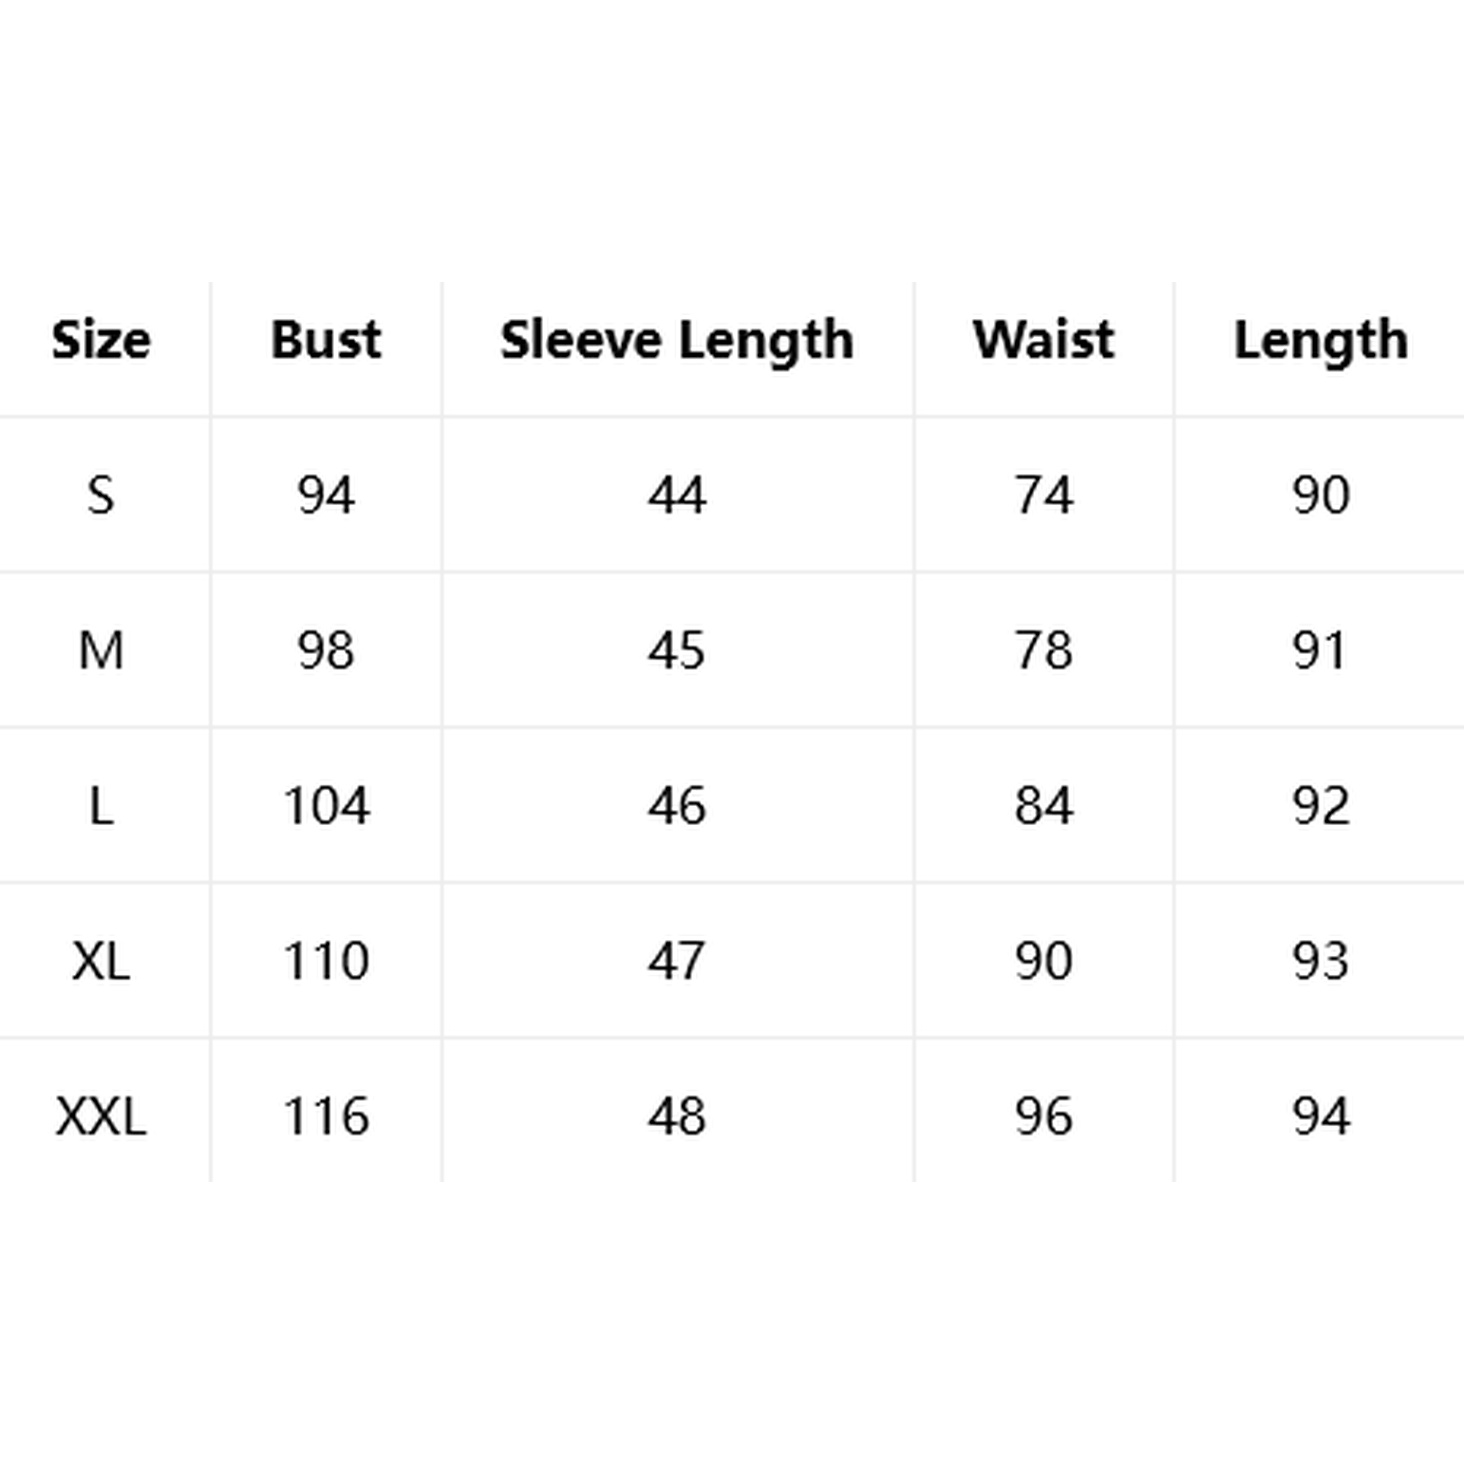 Size Bust Sleeve Length Waist Length
S 94 44 74 90
M 98 45 78 91
L 104 46 84 92
XL 110 47 90 93
XXL 116 48 96 94